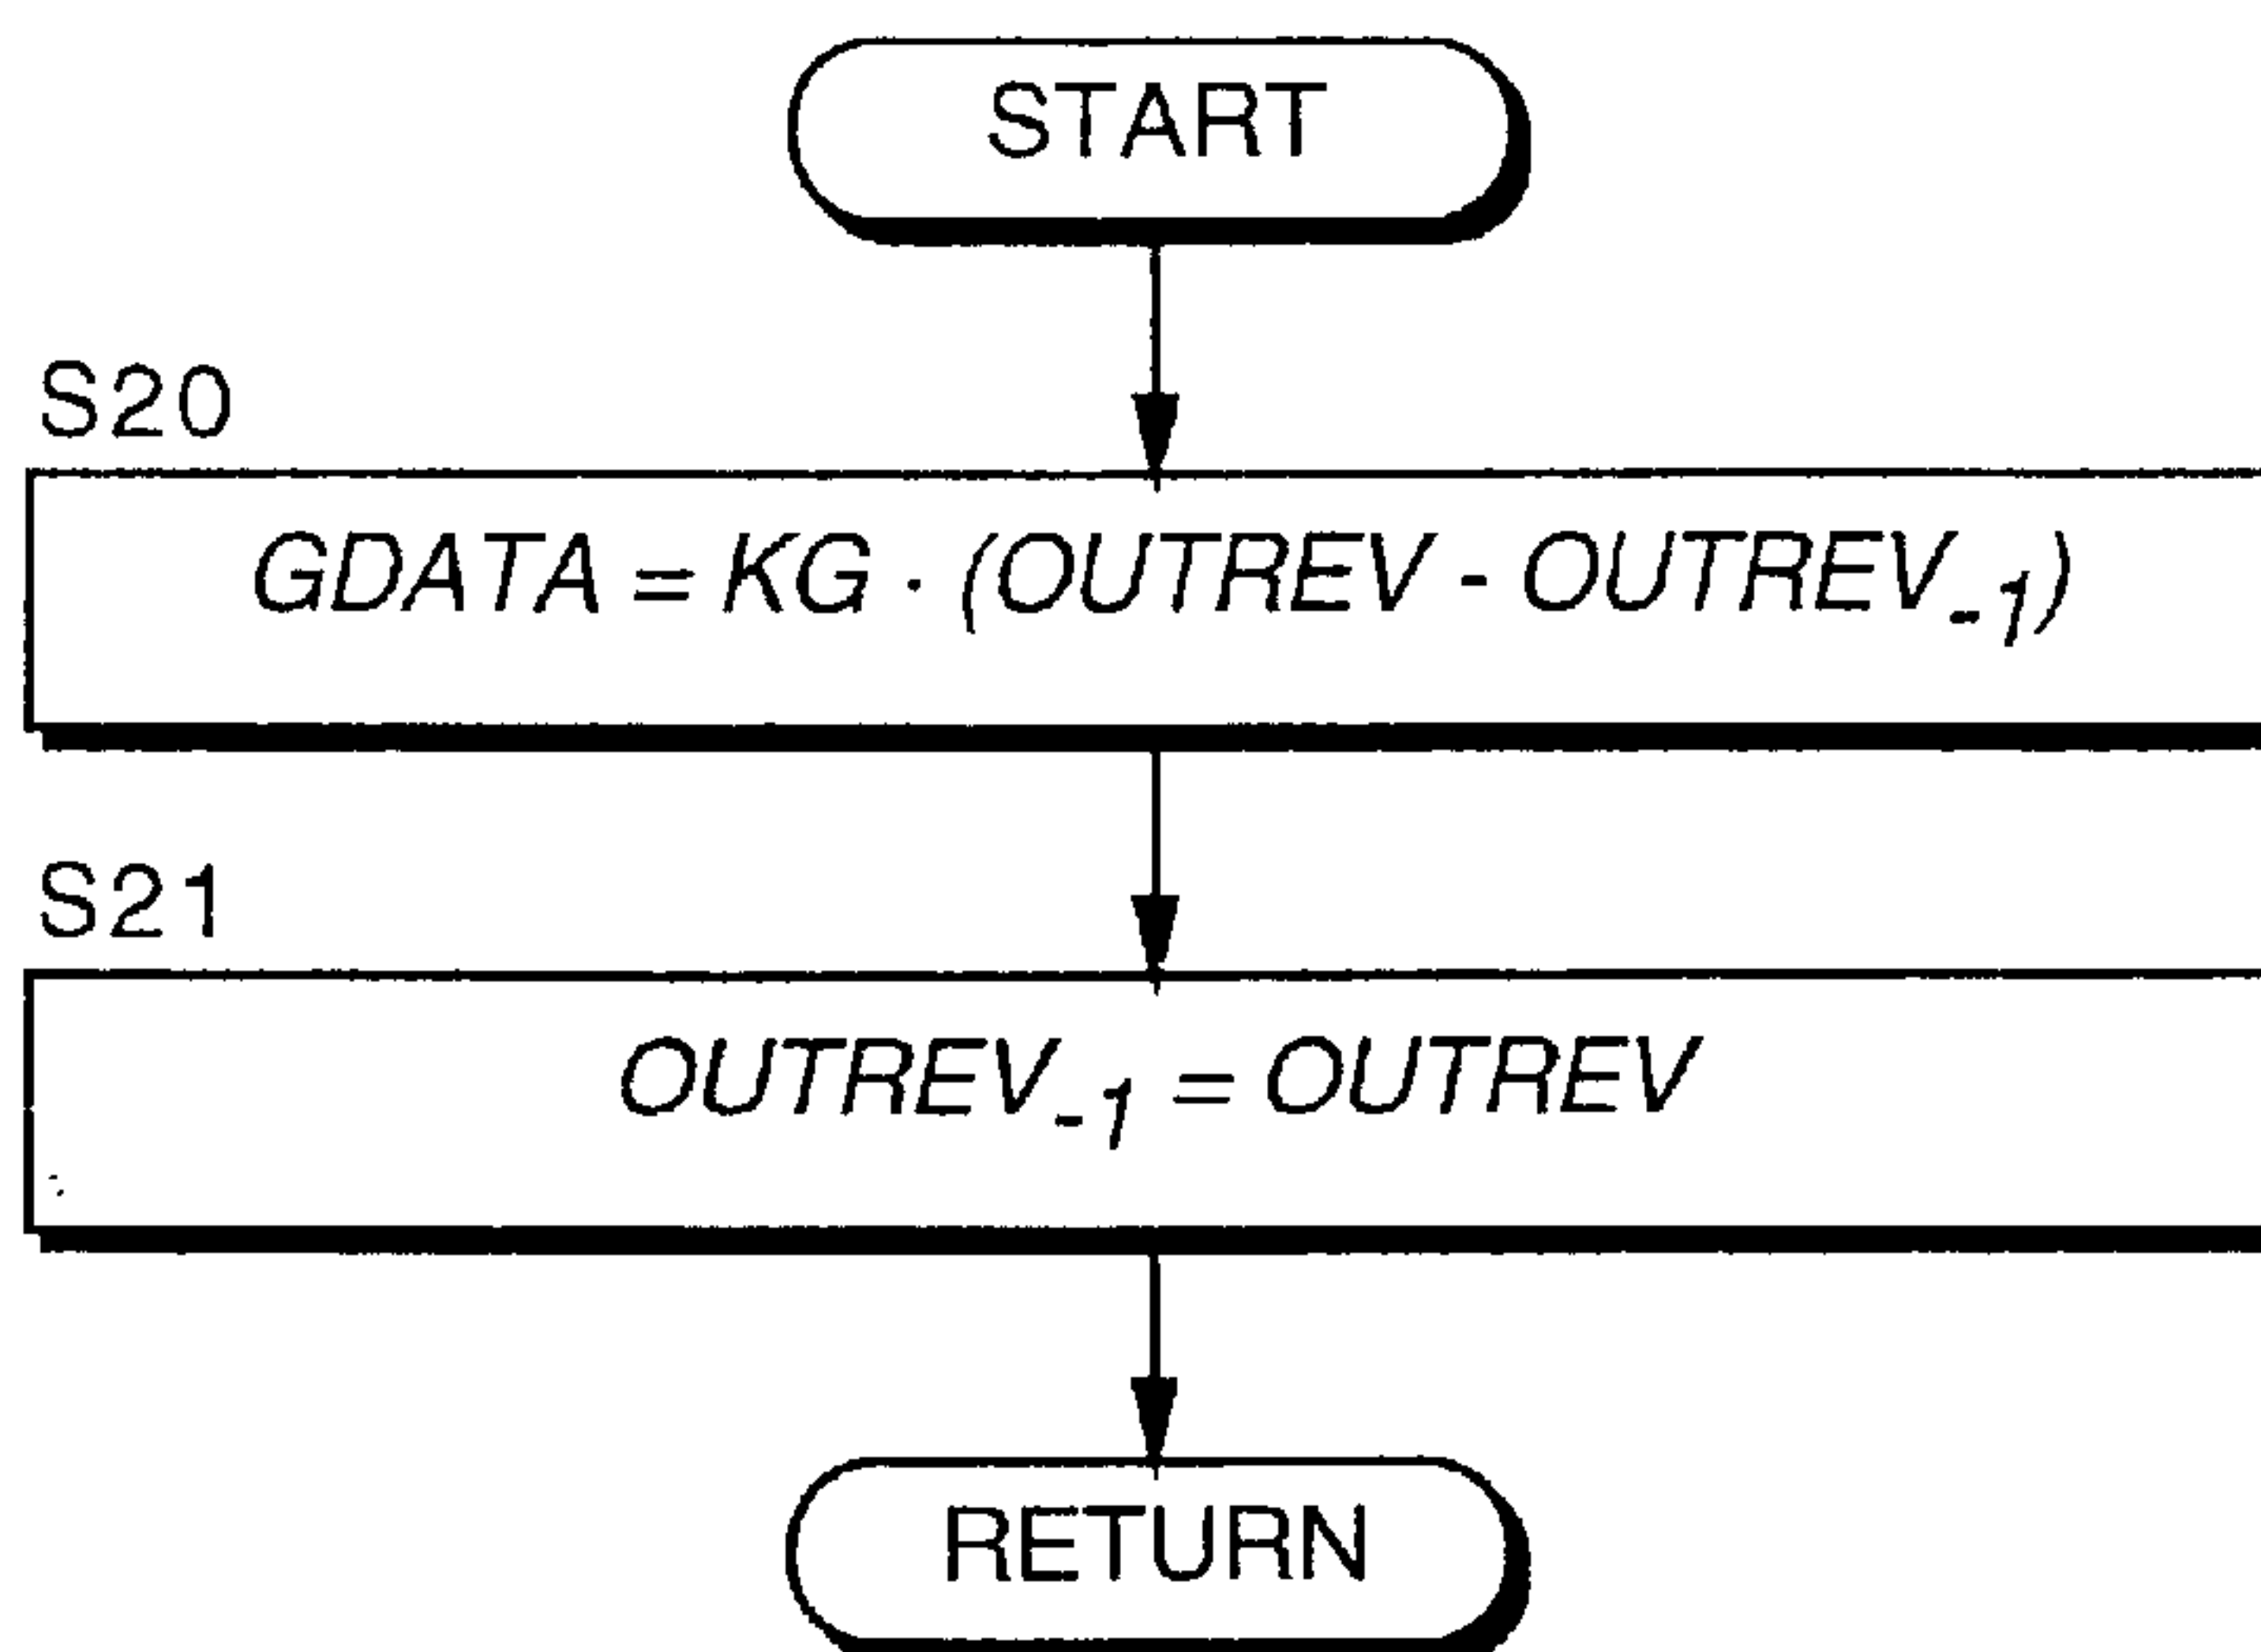 START
S20
GDATA = KG · (OUTREV - OUTREV₋₁)
S21
OUTREV₋₁ = OUTREV
RETURN